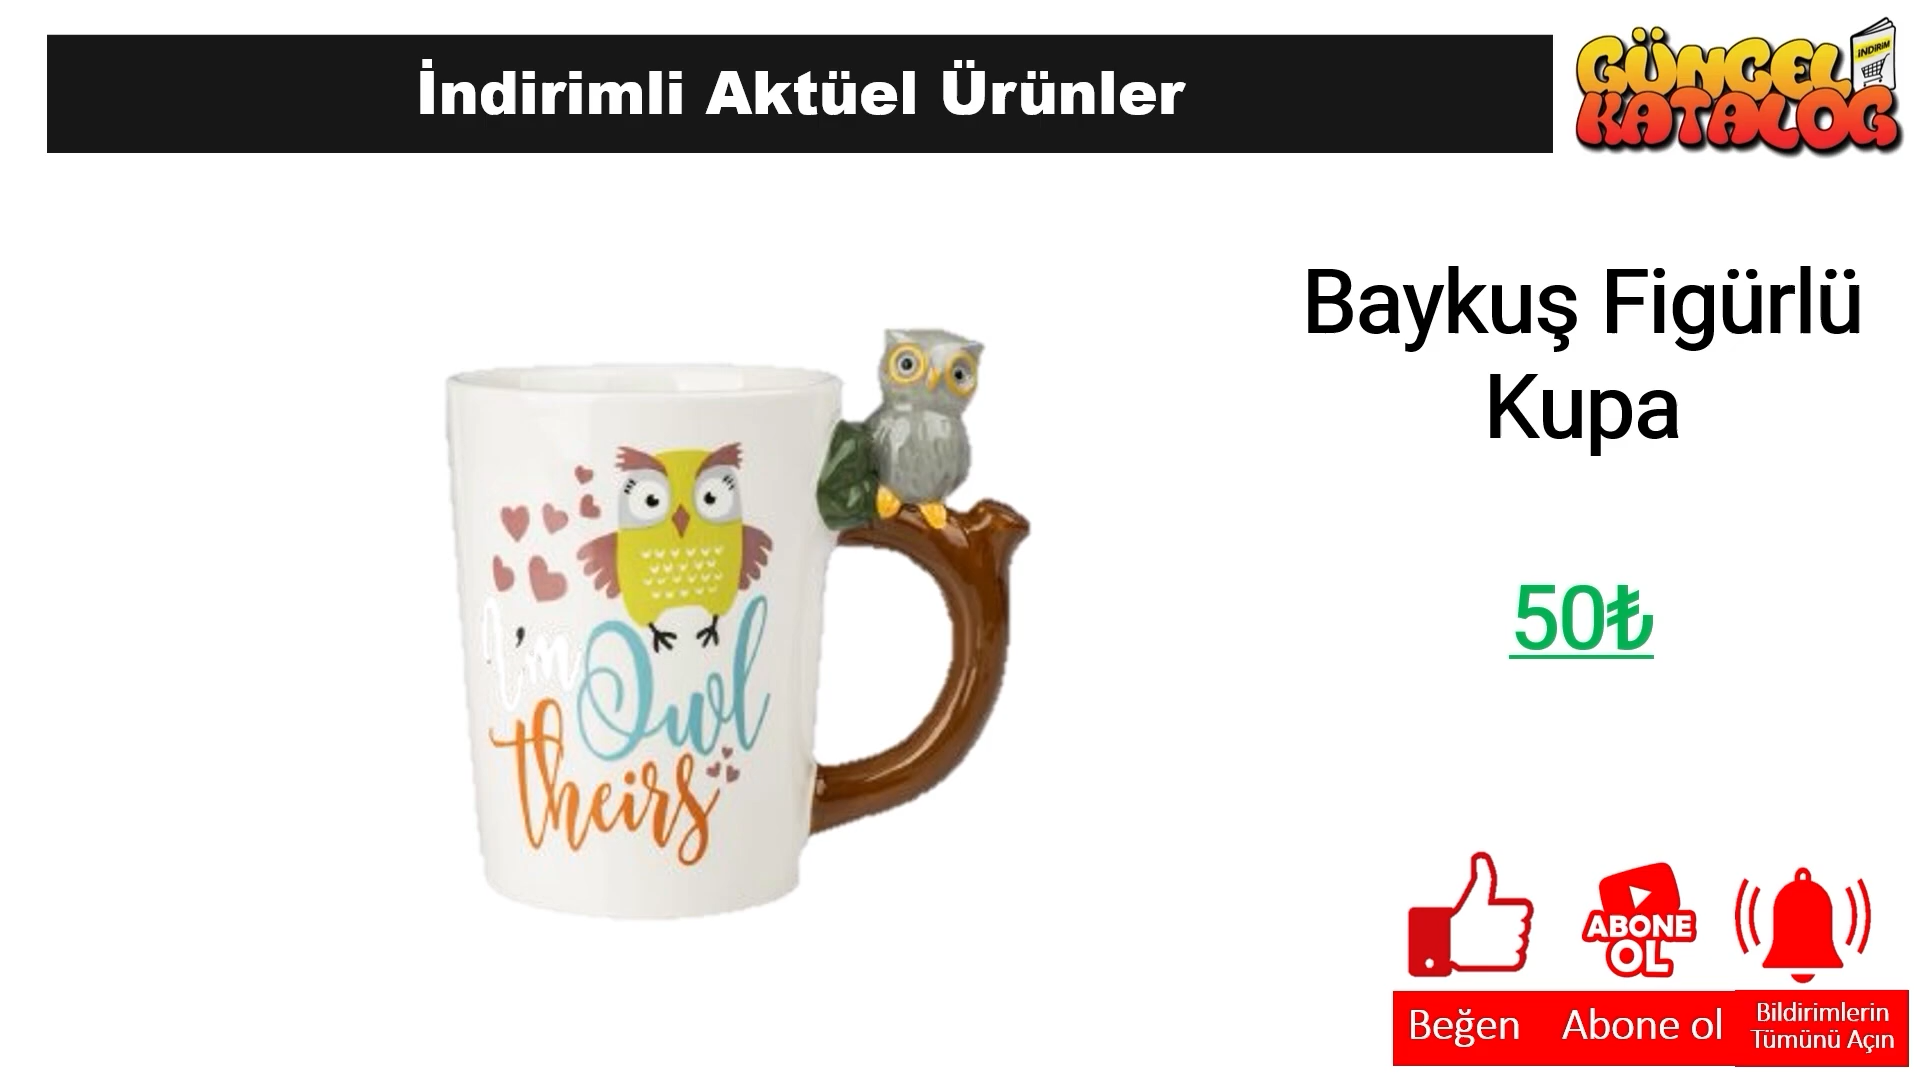 İndirimli Aktüel Ürünler
GÜNCEL
KATALOG
İNDİRİM
Baykuş Figürlü
Kupa
50₺
I'm Owl
theirs
ABONE
OL
Beğen
Abone ol
Bildirimlerin
Tümünü Açın